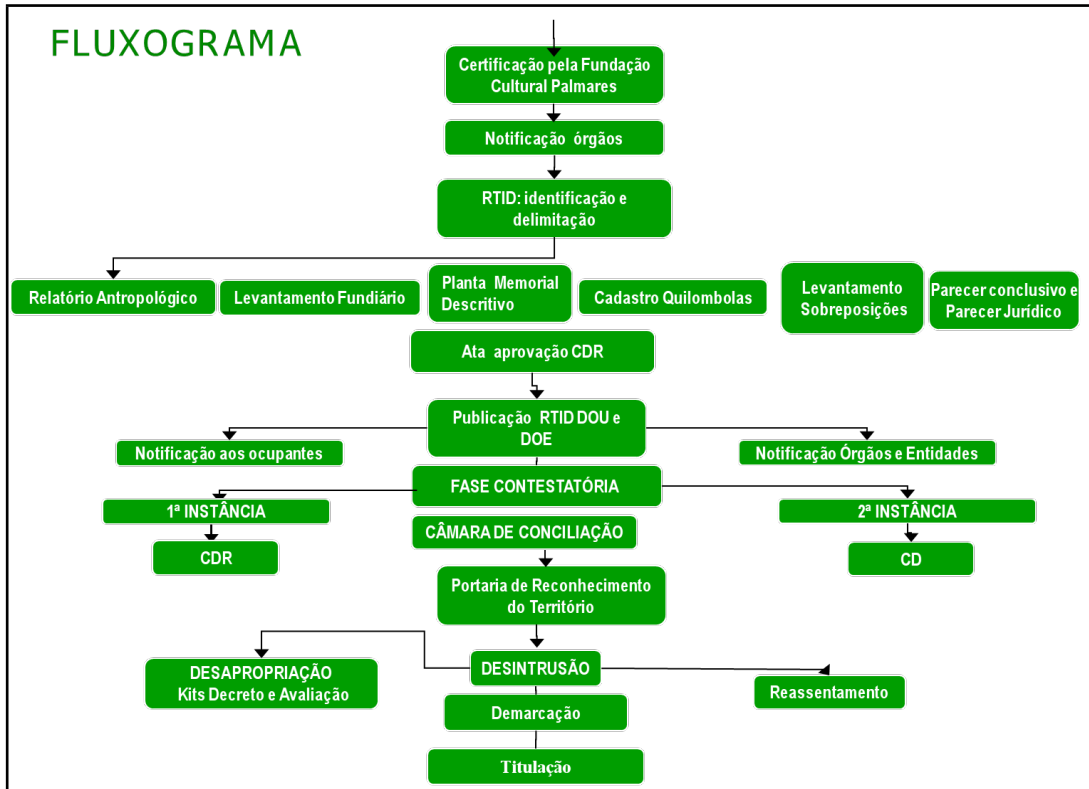 FLUXOGRAMA
Certificação pela Fundação
Cultural Palmares
Notificação órgãos
RTID: identificação e
delimitação
Relatório Antropológico
Levantamento Fundiário
Planta Memorial
Descritivo
Cadastro Quilombolas
Levantamento
Sobreposições
Parecer conclusivo e
Parecer Jurídico
Ata aprovação CDR
Publicação RTID DOU e
DOE
Notificação aos ocupantes
Notificação Órgãos e Entidades
FASE CONTESTATÓRIA
1ª INSTÂNCIA
2ª INSTÂNCIA
CÂMARA DE CONCILIAÇÃO
CDR
CD
Portaria de Reconhecimento
do Território
DESINTRUSÃO
DESAPROPRIAÇÃO
Kits Decreto e Avaliação
Reassentamento
Demarcação
Titulação